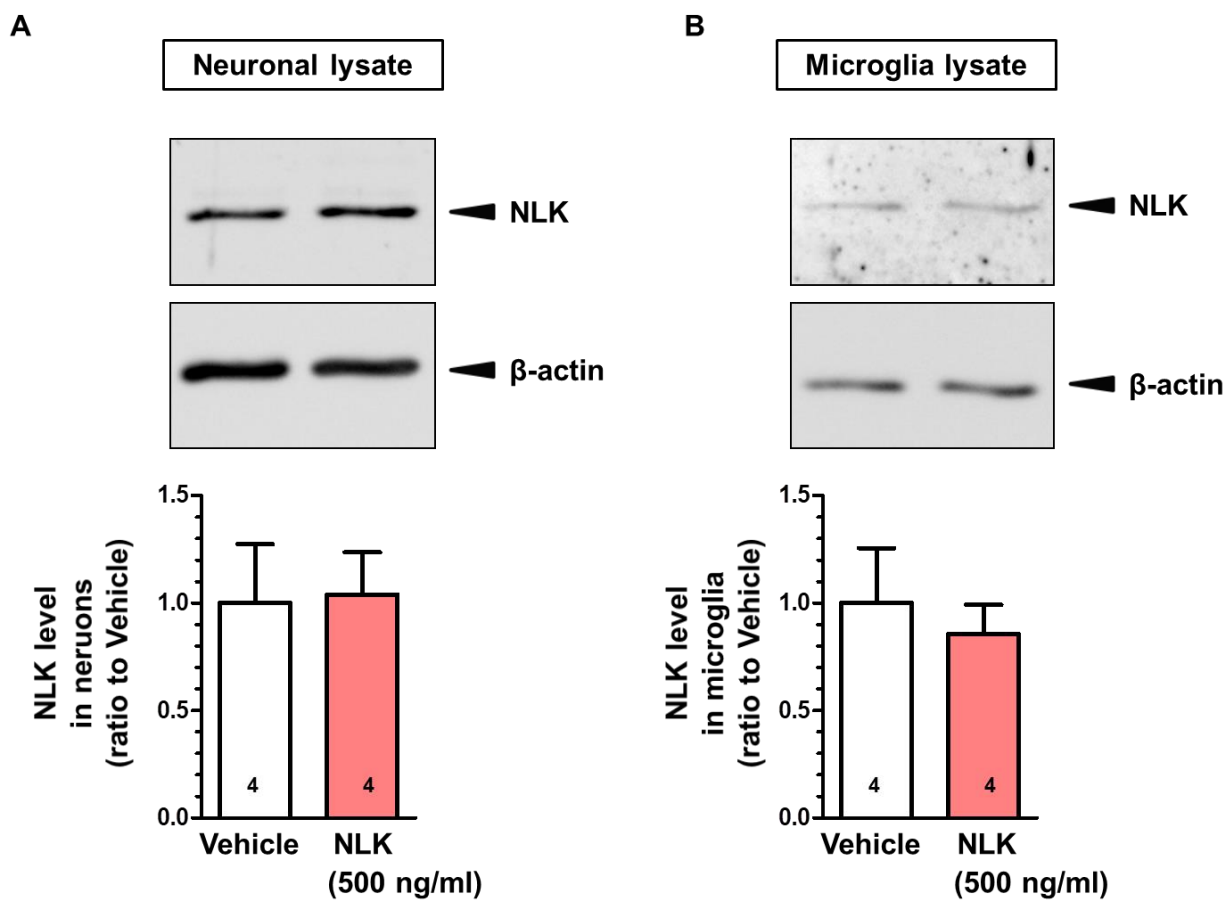 A
Neuronal lysate
NLK
β-actin
1.5
1.0
0.5
0.0
NLK level
in neruons
(ratio to Vehicle)
4
4
Vehicle
NLK
(500 ng/ml)
B
Microglia lysate
NLK
β-actin
1.5
1.0
0.5
0.0
NLK level
in microglia
(ratio to Vehicle)
4
4
Vehicle
NLK
(500 ng/ml)